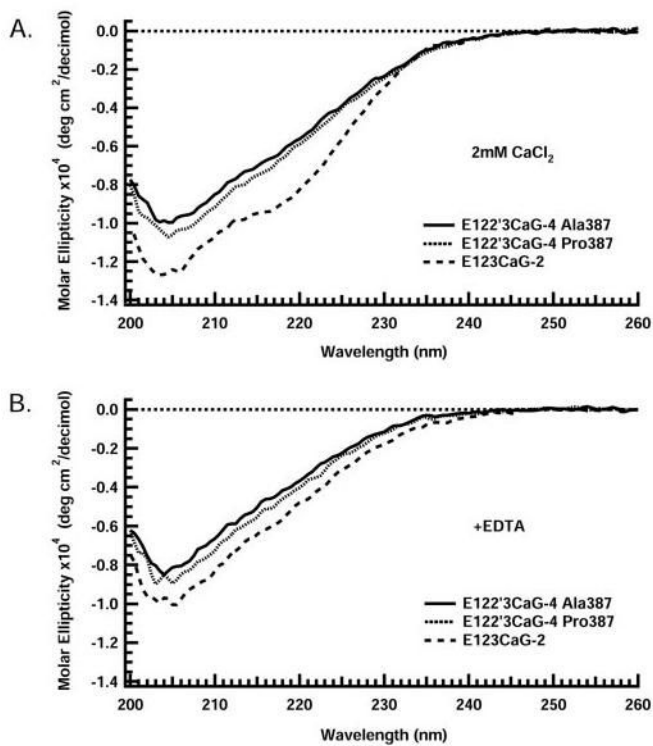 A.
Molar Ellipticity x10⁴ (deg cm²/decimol)
0.0
-0.2
-0.4
-0.6
-0.8
-1.0
-1.2
-1.4
2mM CaCl₂
E122'3CaG-4 Ala387
E122'3CaG-4 Pro387
E123CaG-2
200 210 220 230 240 250 260
Wavelength (nm)
B.
Molar Ellipticity x10⁴ (deg cm²/decimol)
0.0
-0.2
-0.4
-0.6
-0.8
-1.0
-1.2
-1.4
+EDTA
E122'3CaG-4 Ala387
E122'3CaG-4 Pro387
E123CaG-2
200 210 220 230 240 250 260
Wavelength (nm)